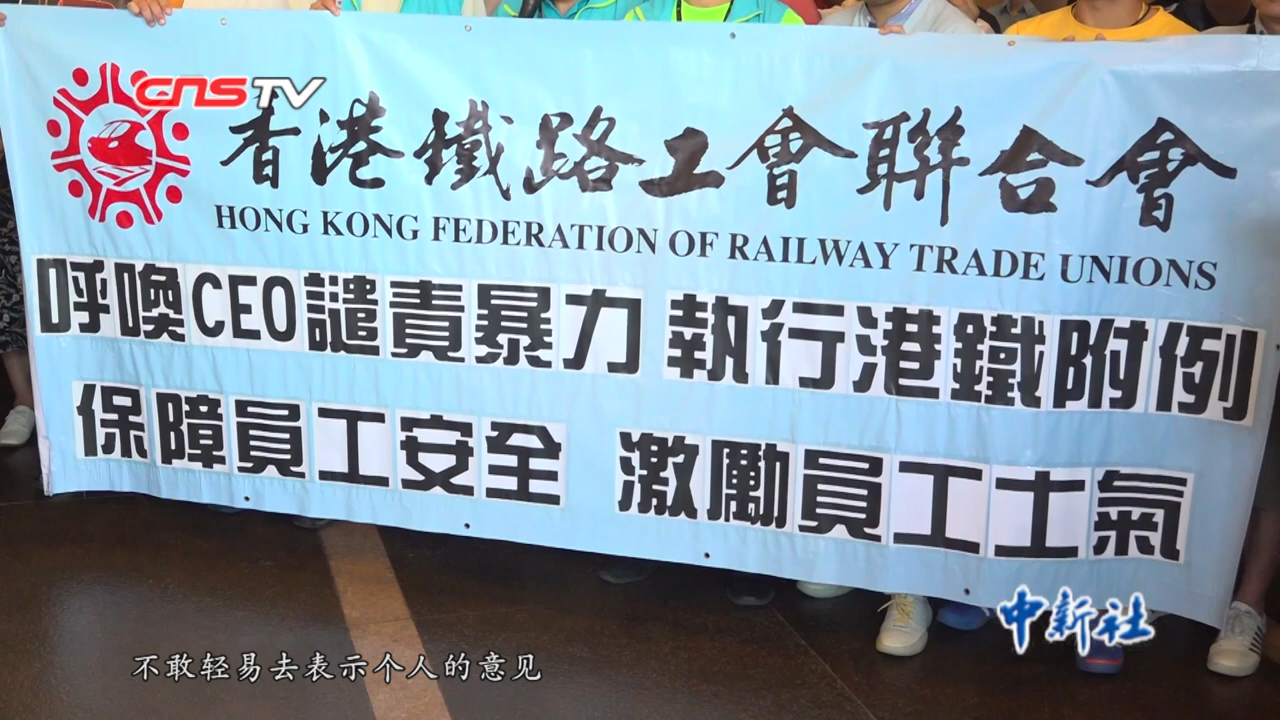 CNSTV
香港鐵路工會聯合會
HONG KONG FEDERATION OF RAILWAY TRADE UNIONS
呼喚CEO譴責暴力 執行港鐵附例
保障員工安全 激勵員工士氣
中新社
不敢轻易去表示个人的意见